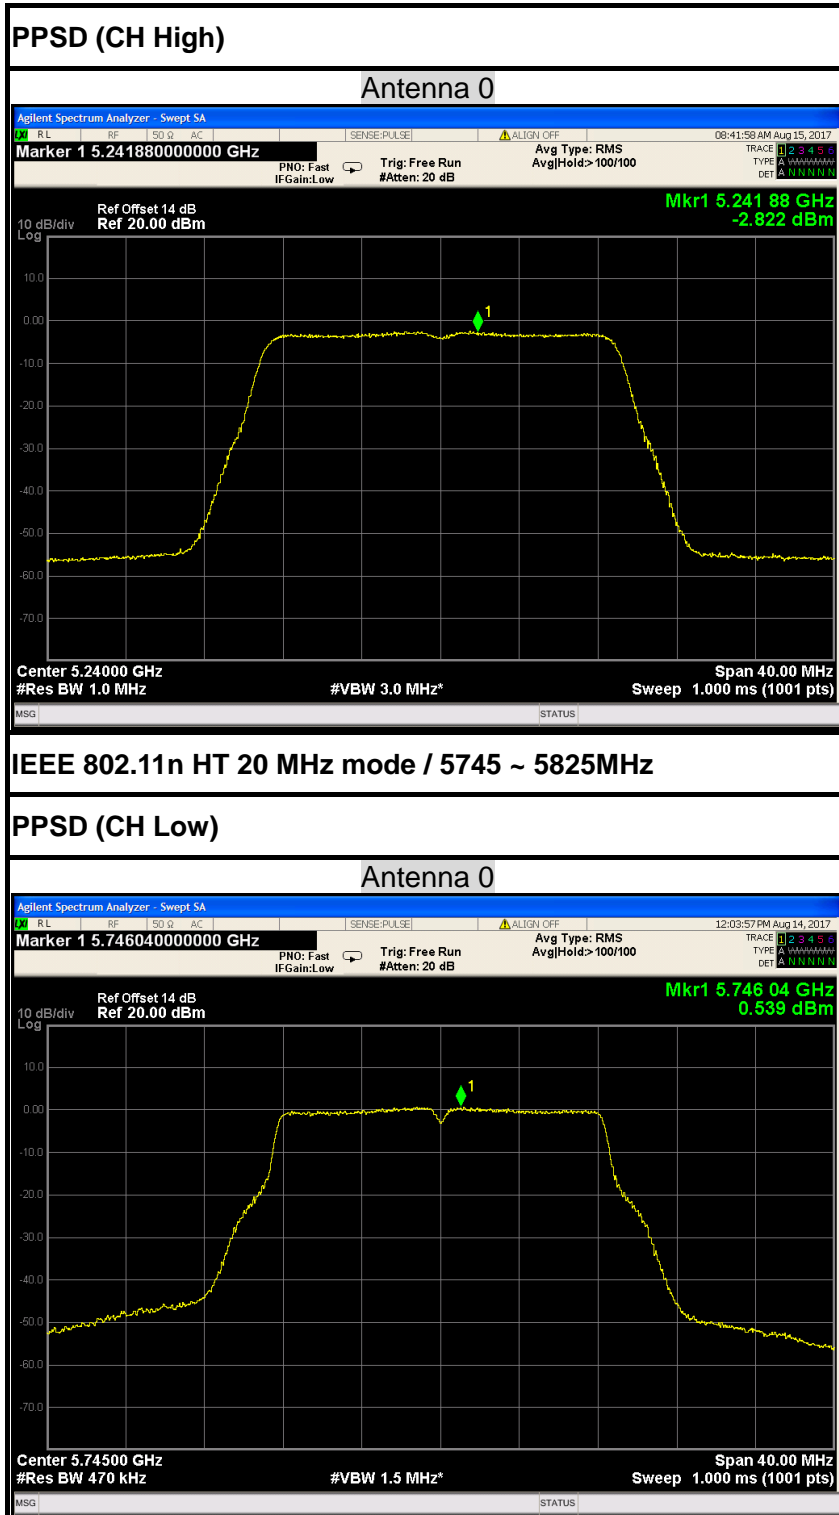 PPSD (CH High)
Antenna 0
Agilent Spectrum Analyzer - Swept SA
LXI RL RF 50 Ω AC SENSE:PULSE ALIGN OFF 08:41:58 AM Aug 15, 2017
Marker 1 5.241880000000 GHz Avg Type: RMS TRACE 1 2 3 4 5 6
PNO: Fast Trig: Free Run Avg|Hold:>100/100 TYPE A WWWWW
IFGain:Low #Atten: 20 dB DET A N N N N N
Mkr1 5.241 88 GHz
Ref Offset 14 dB
10 dB/div Ref 20.00 dBm -2.822 dBm
Log
10.0
1
0.00
-10.0
-20.0
-30.0
-40.0
-50.0
-60.0
-70.0
Center 5.24000 GHz Span 40.00 MHz
#Res BW 1.0 MHz #VBW 3.0 MHz* Sweep 1.000 ms (1001 pts)
MSG STATUS
IEEE 802.11n HT 20 MHz mode / 5745 ~ 5825MHz
PPSD (CH Low)
Antenna 0
Agilent Spectrum Analyzer - Swept SA
LXI RL RF 50 Ω AC SENSE:PULSE ALIGN OFF 12:03:57 PM Aug 14, 2017
Marker 1 5.746040000000 GHz Avg Type: RMS TRACE 1 2 3 4 5 6
PNO: Fast Trig: Free Run Avg|Hold:>100/100 TYPE A WWWWW
IFGain:Low #Atten: 20 dB DET A N N N N N
Mkr1 5.746 04 GHz
Ref Offset 14 dB
10 dB/div Ref 20.00 dBm 0.539 dBm
Log
10.0
1
0.00
-10.0
-20.0
-30.0
-40.0
-50.0
-60.0
-70.0
Center 5.74500 GHz Span 40.00 MHz
#Res BW 470 kHz #VBW 1.5 MHz* Sweep 1.000 ms (1001 pts)
MSG STATUS